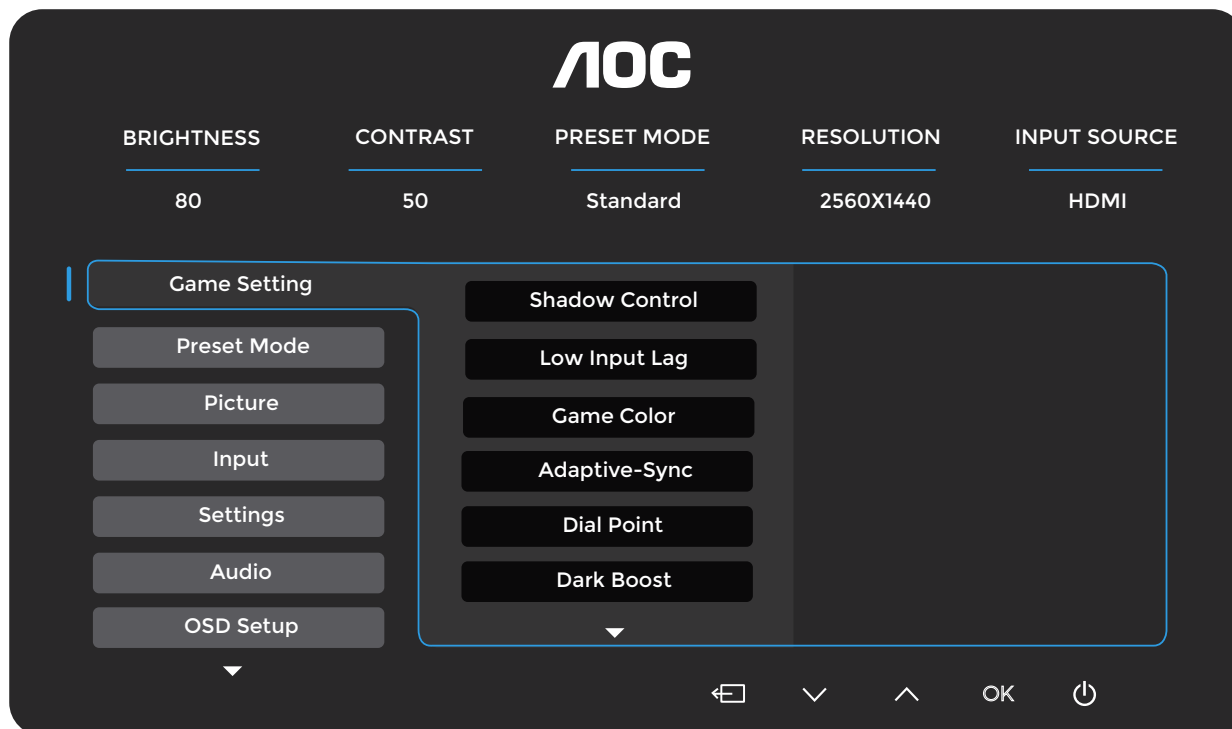 AOC
BRIGHTNESS CONTRAST PRESET MODE RESOLUTION INPUT SOURCE
80 50 Standard 2560X1440 HDMI
Game Setting
Preset Mode
Picture
Input
Settings
Audio
OSD Setup
Shadow Control
Low Input Lag
Game Color
Adaptive-Sync
Dial Point
Dark Boost
OK